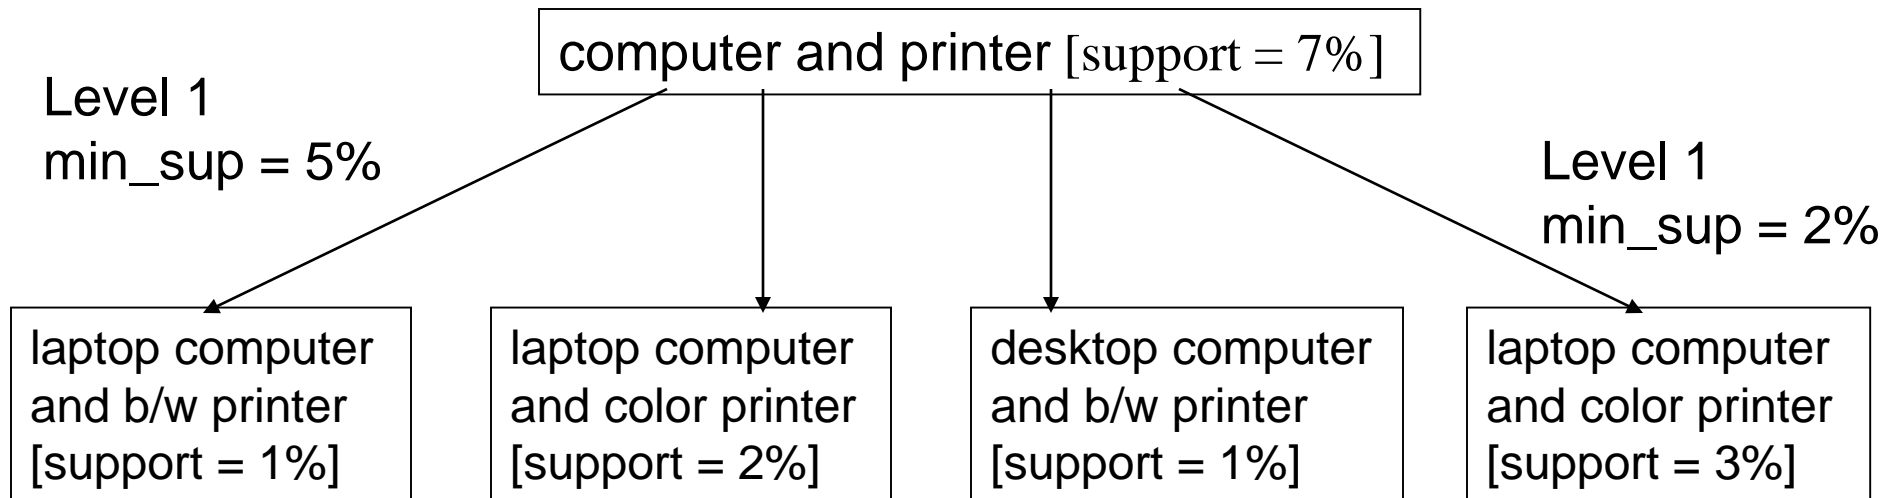 computer and printer [support = 7%]
Level 1
min_sup = 5%
Level 1
min_sup = 2%
laptop computer
and b/w printer
[support = 1%]
laptop computer
and color printer
[support = 2%]
desktop computer
and b/w printer
[support = 1%]
laptop computer
and color printer
[support = 3%]